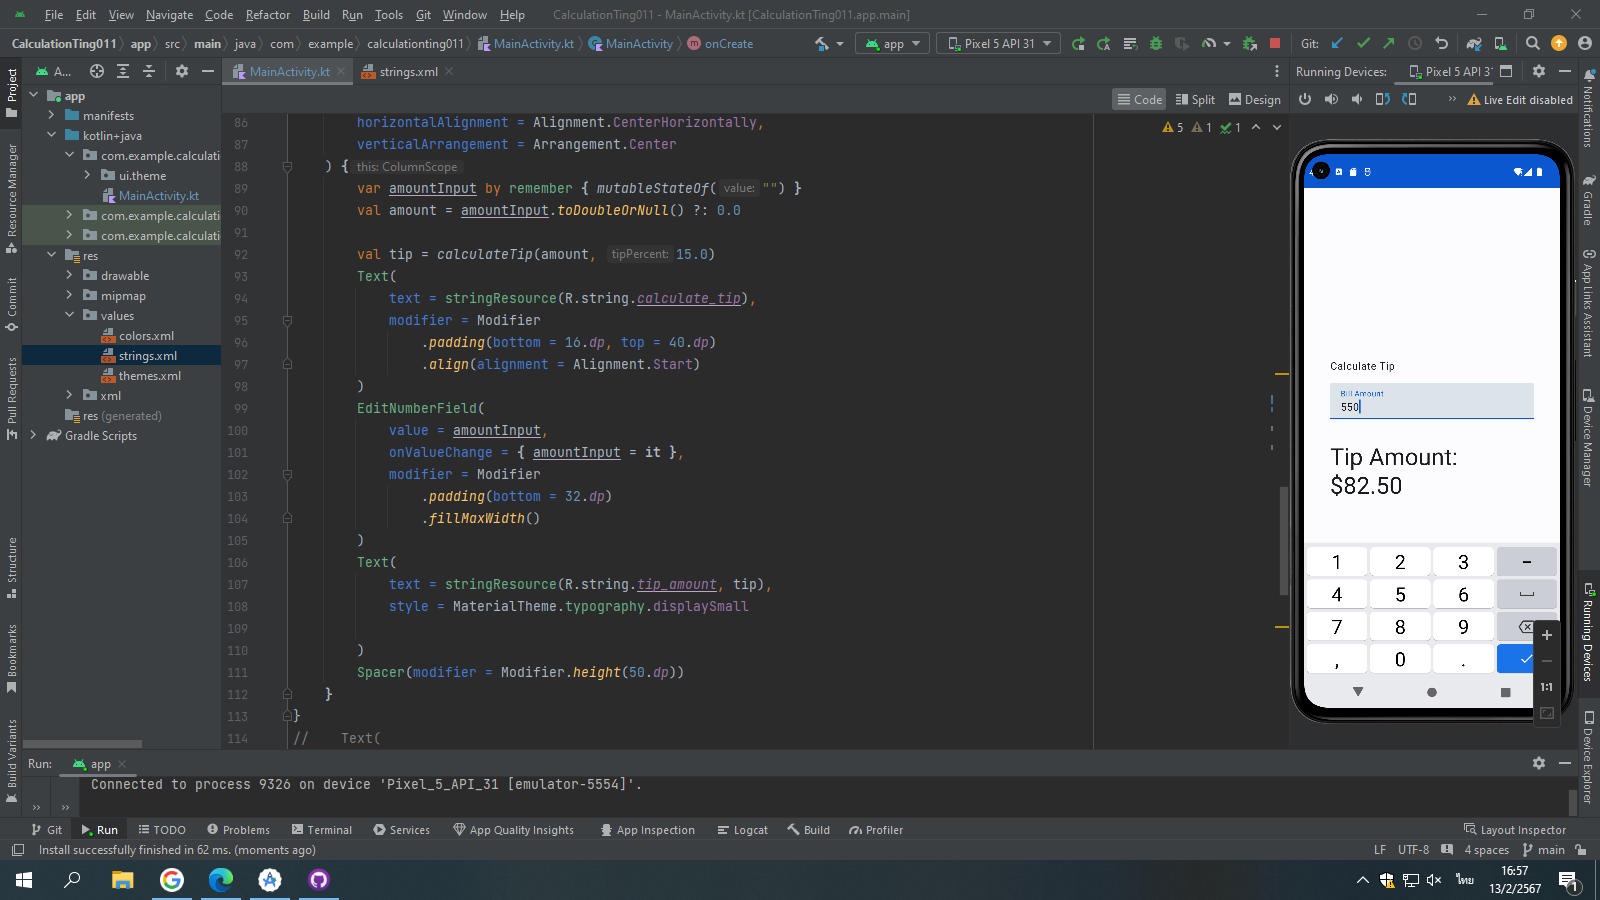 File Edit View Navigate Code Refactor Build Run Tools Git Window Help CalculationTing011 - MainActivity.kt [CalculationTing011.app.main]
CalculationTing011 app src main java com example calculationting011 MainActivity.kt MainActivity onCreate app Pixel 5 API 31 Git:
A... MainActivity.kt strings.xml Running Devices: Pixel 5 API 31
Code Split Design Live Edit disabled
5 1 1
Project
Resource Manager
Commit
Pull Requests
Structure
Bookmarks
Build Variants
app
manifests
kotlin+java
com.example.calculati
ui.theme
MainActivity.kt
com.example.calculati
com.example.calculati
res
drawable
mipmap
values
colors.xml
strings.xml
themes.xml
xml
res (generated)
Gradle Scripts
86 horizontalAlignment = Alignment.CenterHorizontally,
87 verticalArrangement = Arrangement.Center
88 ) { this: ColumnScope
89 var amountInput by remember { mutableStateOf( value: "") }
90 val amount = amountInput.toDoubleOrNull() ?: 0.0
91
92 val tip = calculateTip(amount, tipPercent: 15.0)
93 Text(
94 text = stringResource(R.string.calculate_tip),
95 modifier = Modifier
96 .padding(bottom = 16.dp, top = 40.dp)
97 .align(alignment = Alignment.Start)
98 )
99 EditNumberField(
100 value = amountInput,
101 onValueChange = { amountInput = it },
102 modifier = Modifier
103 .padding(bottom = 32.dp)
104 .fillMaxWidth()
105 )
106 Text(
107 text = stringResource(R.string.tip_amount, tip),
108 style = MaterialTheme.typography.displaySmall
109
110 )
111 Spacer(modifier = Modifier.height(50.dp))
112 }
113 }
114 // Text(
Calculate Tip
Bill Amount
550
Tip Amount:
$82.50
1 2 3 -
4 5 6
7 8 9
, 0 .
1:1
Notifications
Gradle
App Links Assistant
Device Manager
Running Devices
Device Explorer
Run: app
Connected to process 9326 on device 'Pixel_5_API_31 [emulator-5554]'.
Git Run TODO Problems Terminal Services App Quality Insights App Inspection Logcat Build Profiler Layout Inspector
Install successfully finished in 62 ms. (moments ago) LF UTF-8 4 spaces main
ไทย 16:57
13/2/2567 1